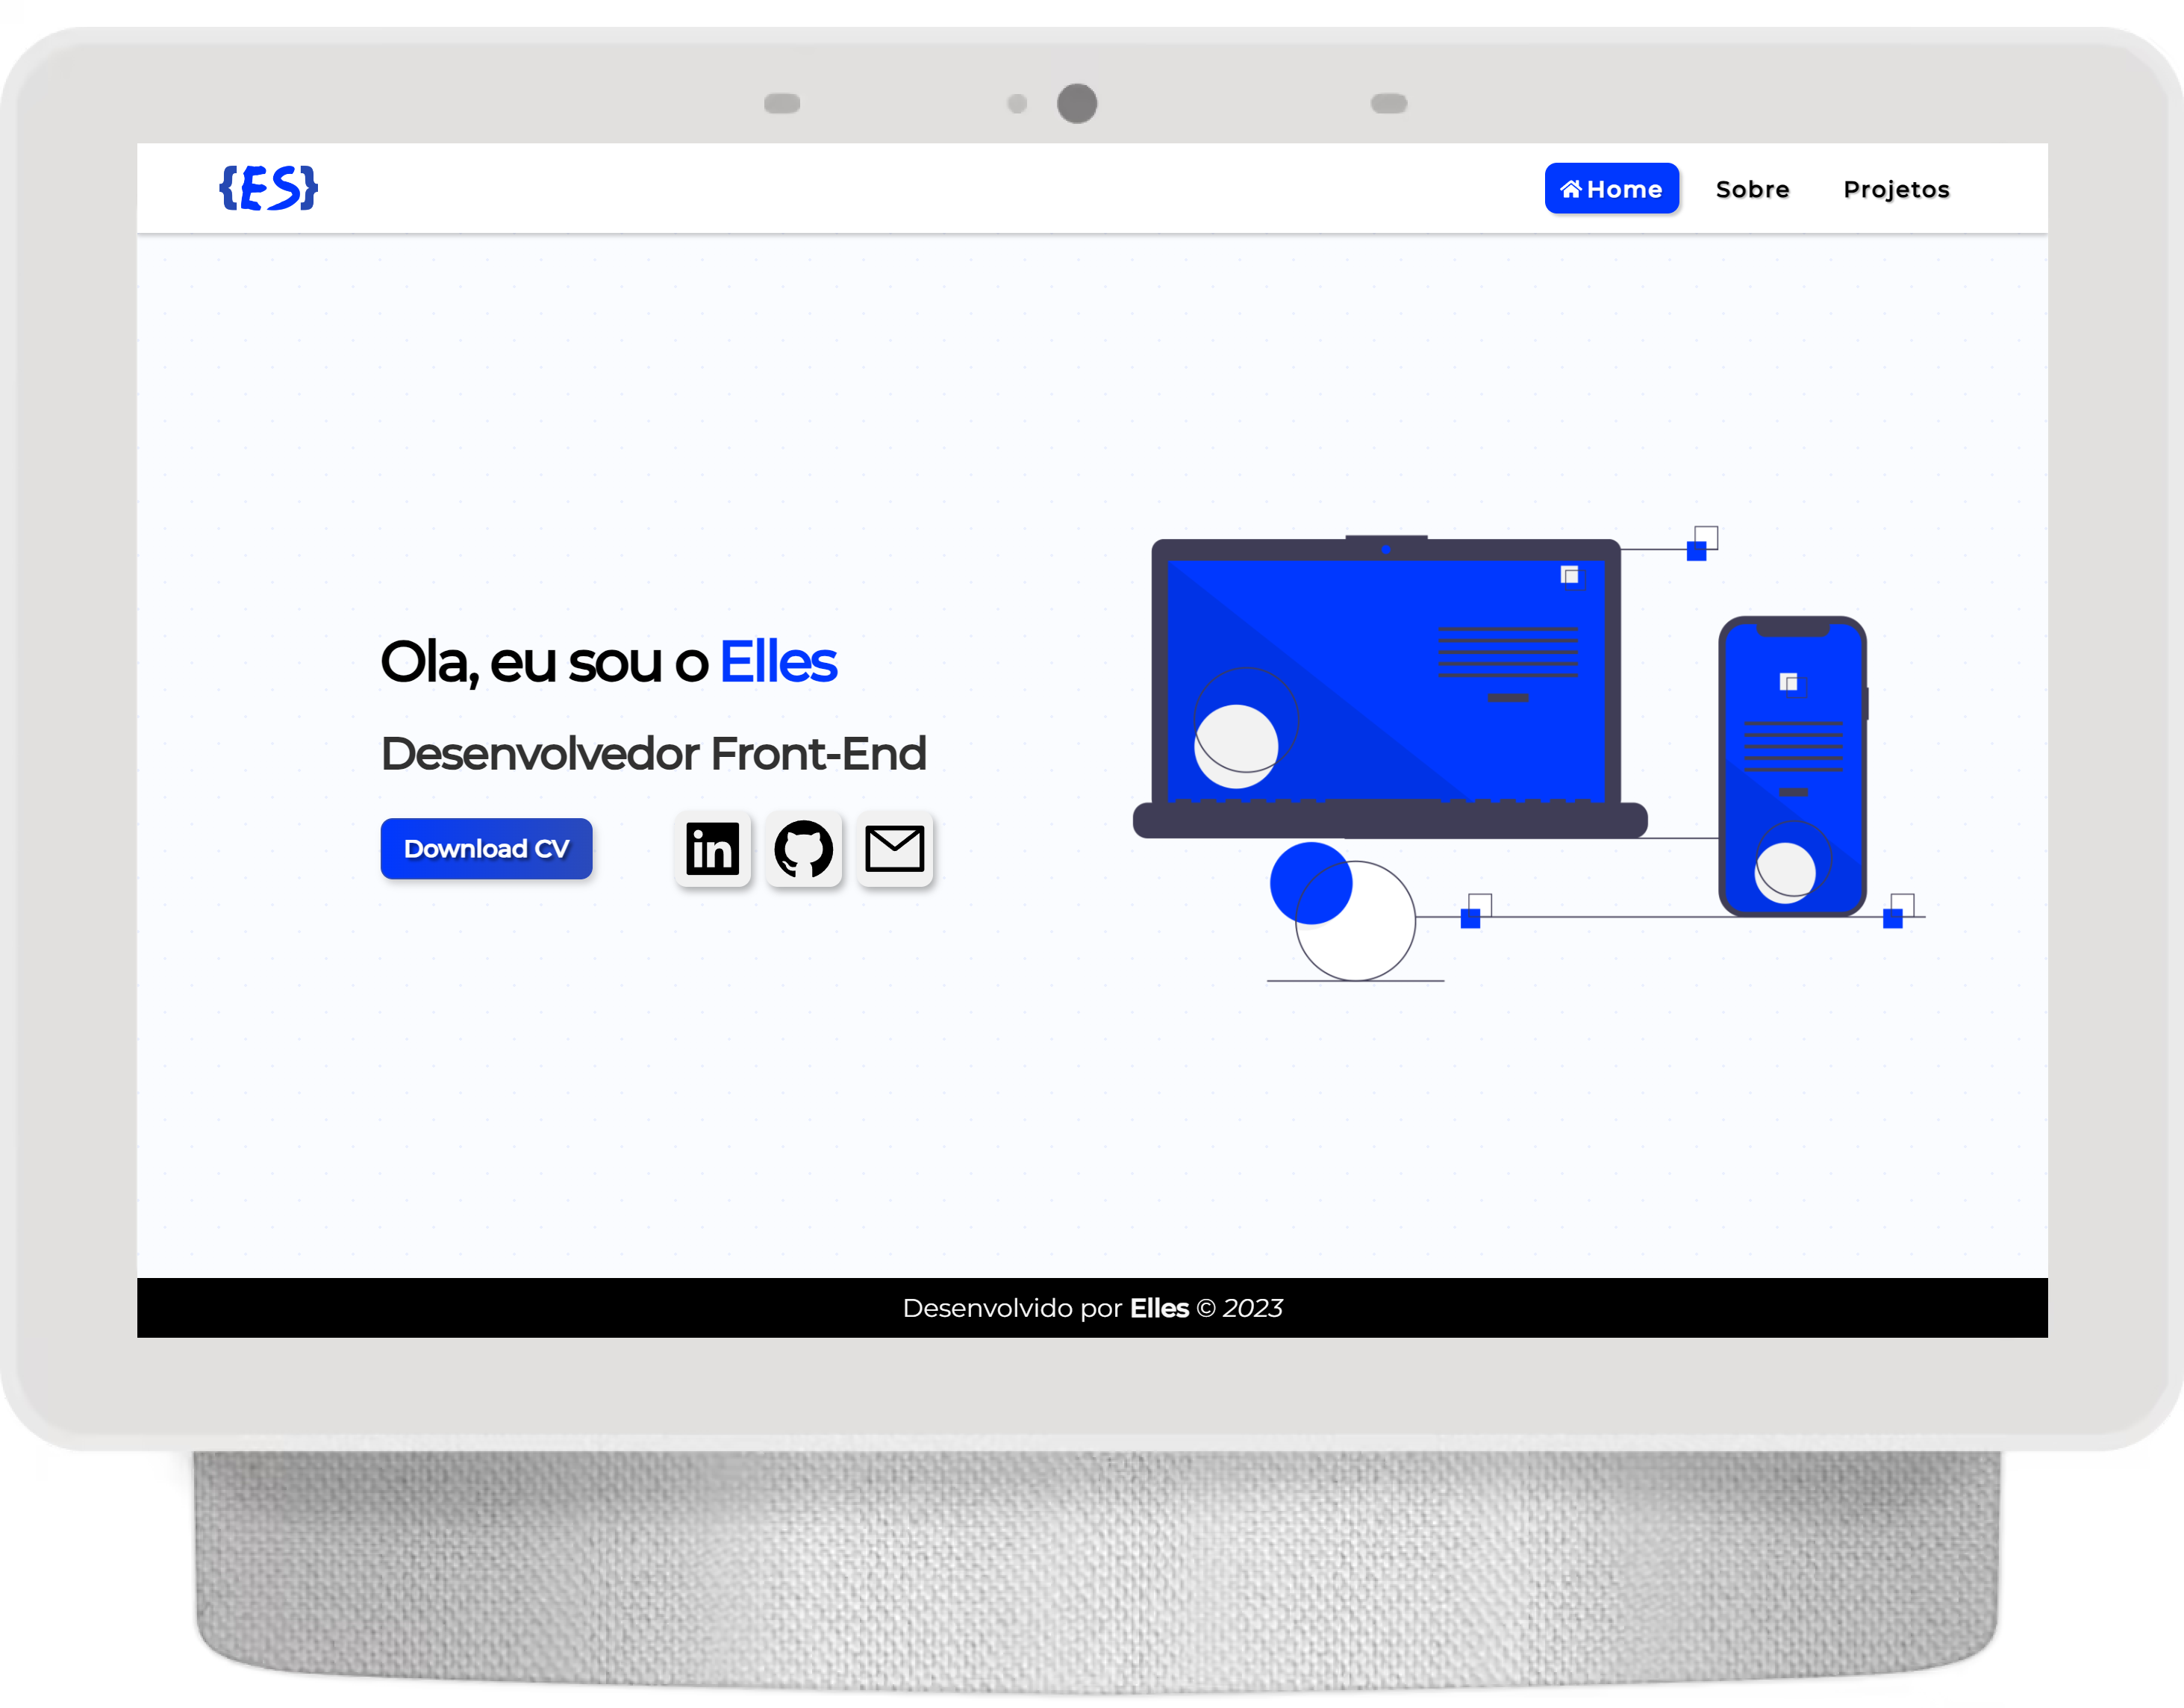 {ES}
Home Sobre Projetos
Ola, eu sou o Elles
Desenvolvedor Front-End
Download CV
in
Desenvolvido por Elles © 2023